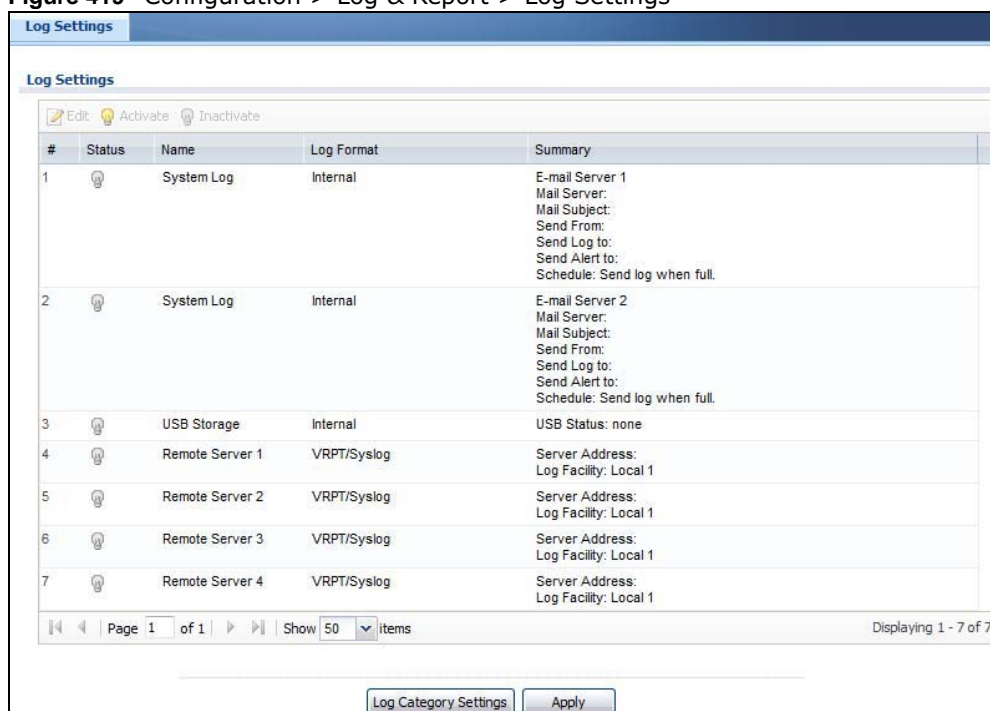 Configuration > Log & Report > Log Settings
Log Settings
Log Settings
Edit Activate Inactivate
# Status Name Log Format Summary
1 System Log Internal E-mail Server 1
Mail Server:
Mail Subject:
Send From:
Send Log to:
Send Alert to:
Schedule: Send log when full.
2 System Log Internal E-mail Server 2
Mail Server:
Mail Subject:
Send From:
Send Log to:
Send Alert to:
Schedule: Send log when full.
3 USB Storage Internal USB Status: none
4 Remote Server 1 VRPT/Syslog Server Address:
Log Facility: Local 1
5 Remote Server 2 VRPT/Syslog Server Address:
Log Facility: Local 1
6 Remote Server 3 VRPT/Syslog Server Address:
Log Facility: Local 1
7 Remote Server 4 VRPT/Syslog Server Address:
Log Facility: Local 1
Page 1 of 1 Show 50 items Displaying 1 - 7 of 7
Log Category Settings Apply